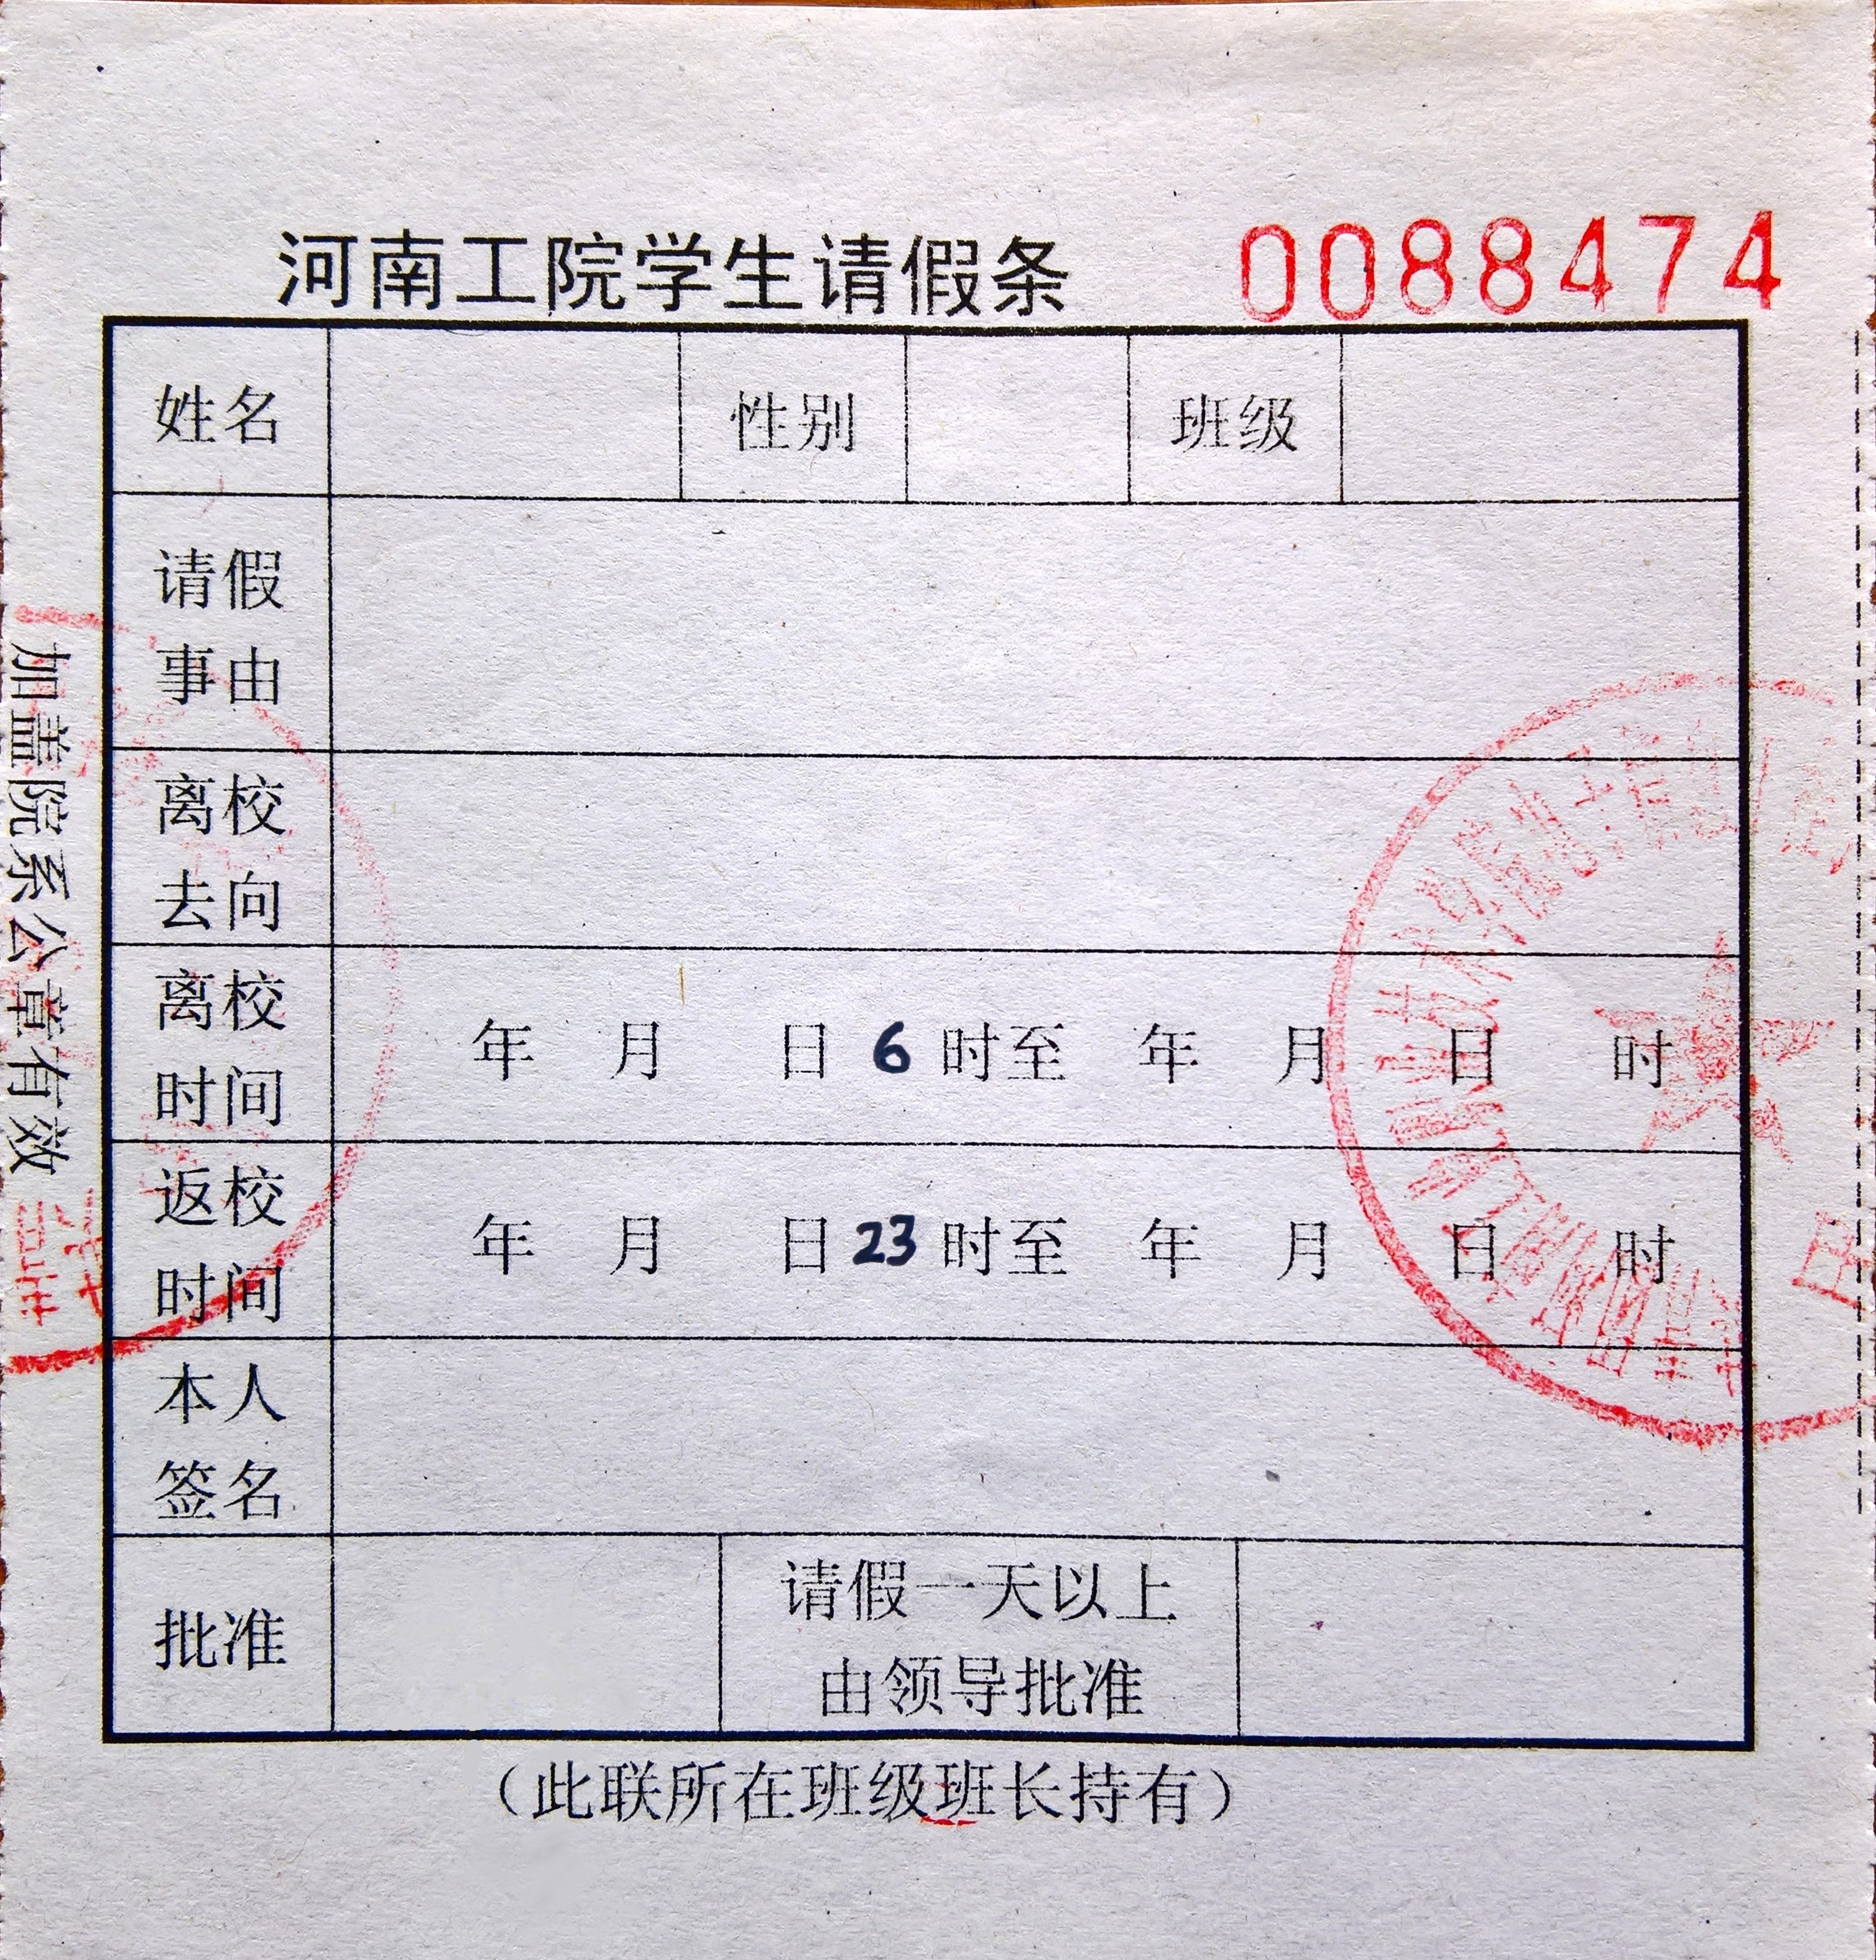 河南工院学生请假条 0088474
姓名 性别 班级
请假
事由
离校
去向
离校
时间
年 月 日 6 时至 年 月 日 时
返校
时间
年 月 日 23 时至 年 月 日 时
本人
签名
批准
请假一天以上
由领导批准
(此联所在班级班长持有)
加盖院系公章有效